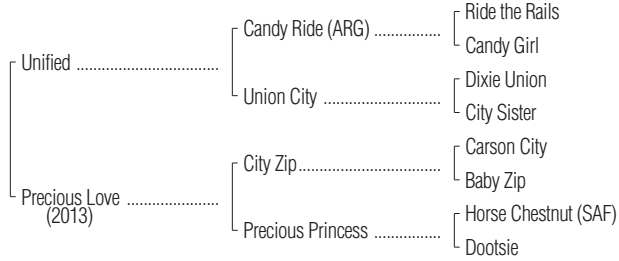 Ride the Rails
Candy Ride (ARG) ................
Candy Girl
Unified ..................................
Dixie Union
Union City ............................
City Sister
Carson City
City Zip..................................
Baby Zip
Precious Love ......................
(2013)
Horse Chestnut (SAF)
Precious Princess ................
Dootsie